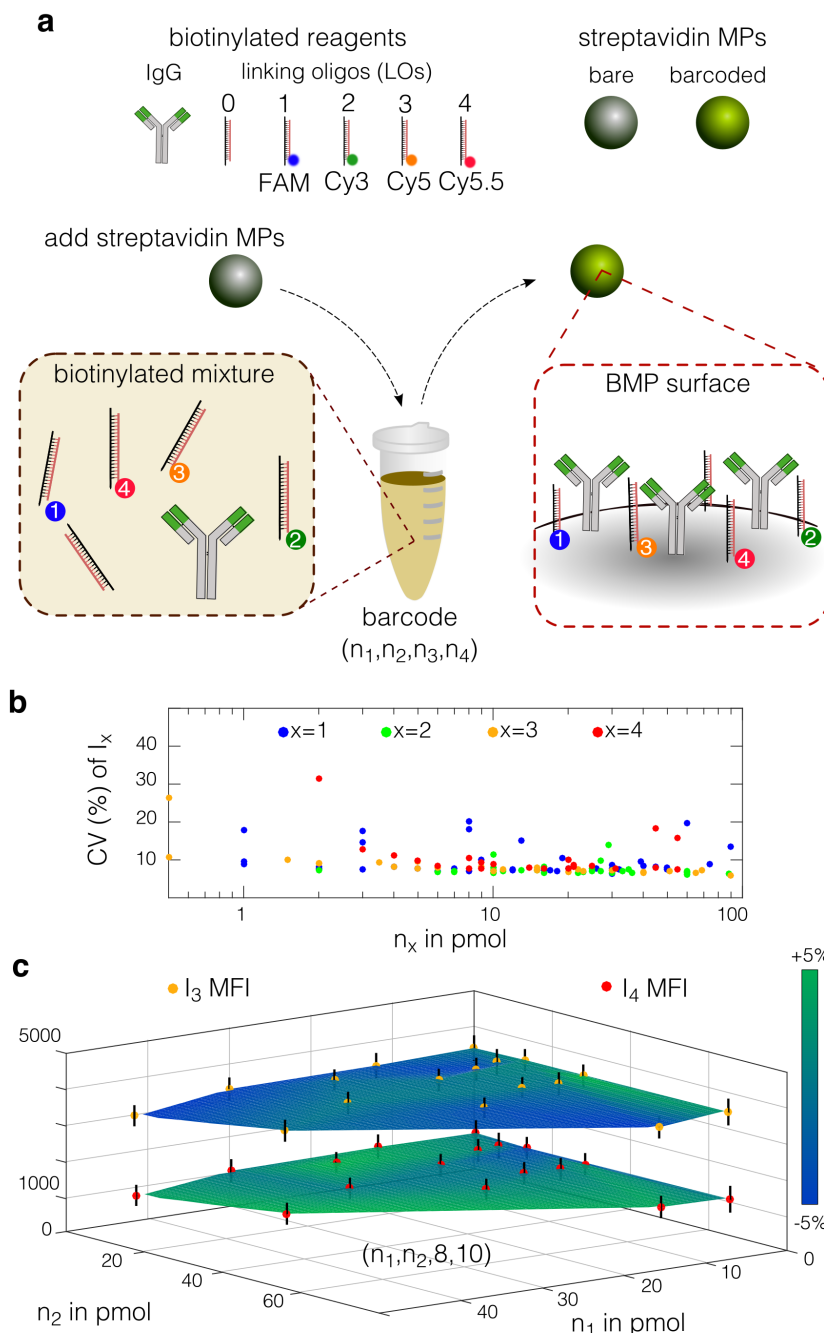 a
biotinylated reagents
streptavidin MPs
IgG
linking oligos (LOs)
bare
barcoded
0 1 2 3 4
FAM Cy3 Cy5 Cy5.5
add streptavidin MPs
biotinylated mixture
BMP surface
1 4 3 2
1 3 4 2
barcode
(n1,n2,n3,n4)
b
x=1 x=2 x=3 x=4
CV (%) of Ix
40
30
20
10
1 10 100
nx in pmol
c
I3 MFI
I4 MFI
+5%
-5%
5000
1000
0
(n1,n2,8,10)
20
40
60
n2 in pmol
40
30
20
10
0
n1 in pmol